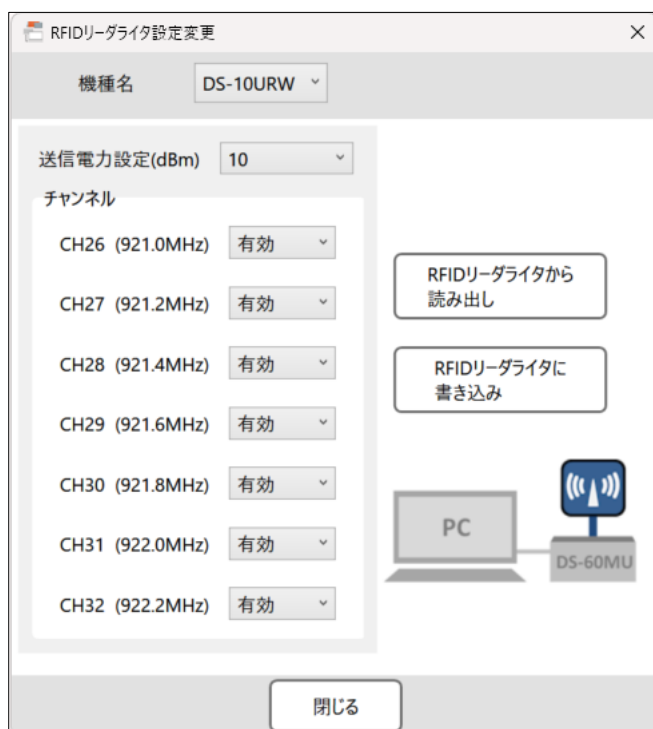 RFIDリーダライタ設定変更
機種名 DS-10URW
送信電力設定(dBm) 10
チャンネル
CH26 (921.0MHz) 有効
CH27 (921.2MHz) 有効
CH28 (921.4MHz) 有効
CH29 (921.6MHz) 有効
CH30 (921.8MHz) 有効
CH31 (922.0MHz) 有効
CH32 (922.2MHz) 有効
RFIDリーダライタから
読み出し
RFIDリーダライタに
書き込み
PC
DS-60MU
閉じる